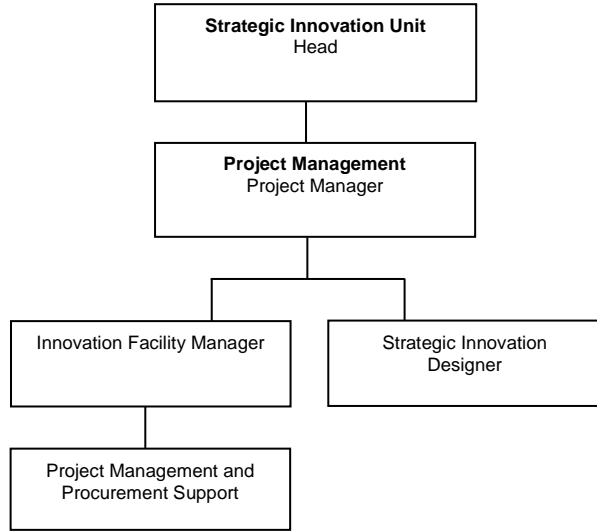 Strategic Innovation Unit
Head
Project Management
Project Manager
Innovation Facility Manager
Strategic Innovation
Designer
Project Management and
Procurement Support